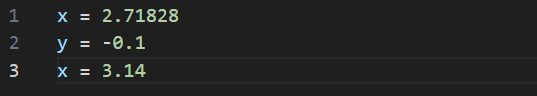 1 x = 2.71828
2 y = -0.1
3 x = 3.14